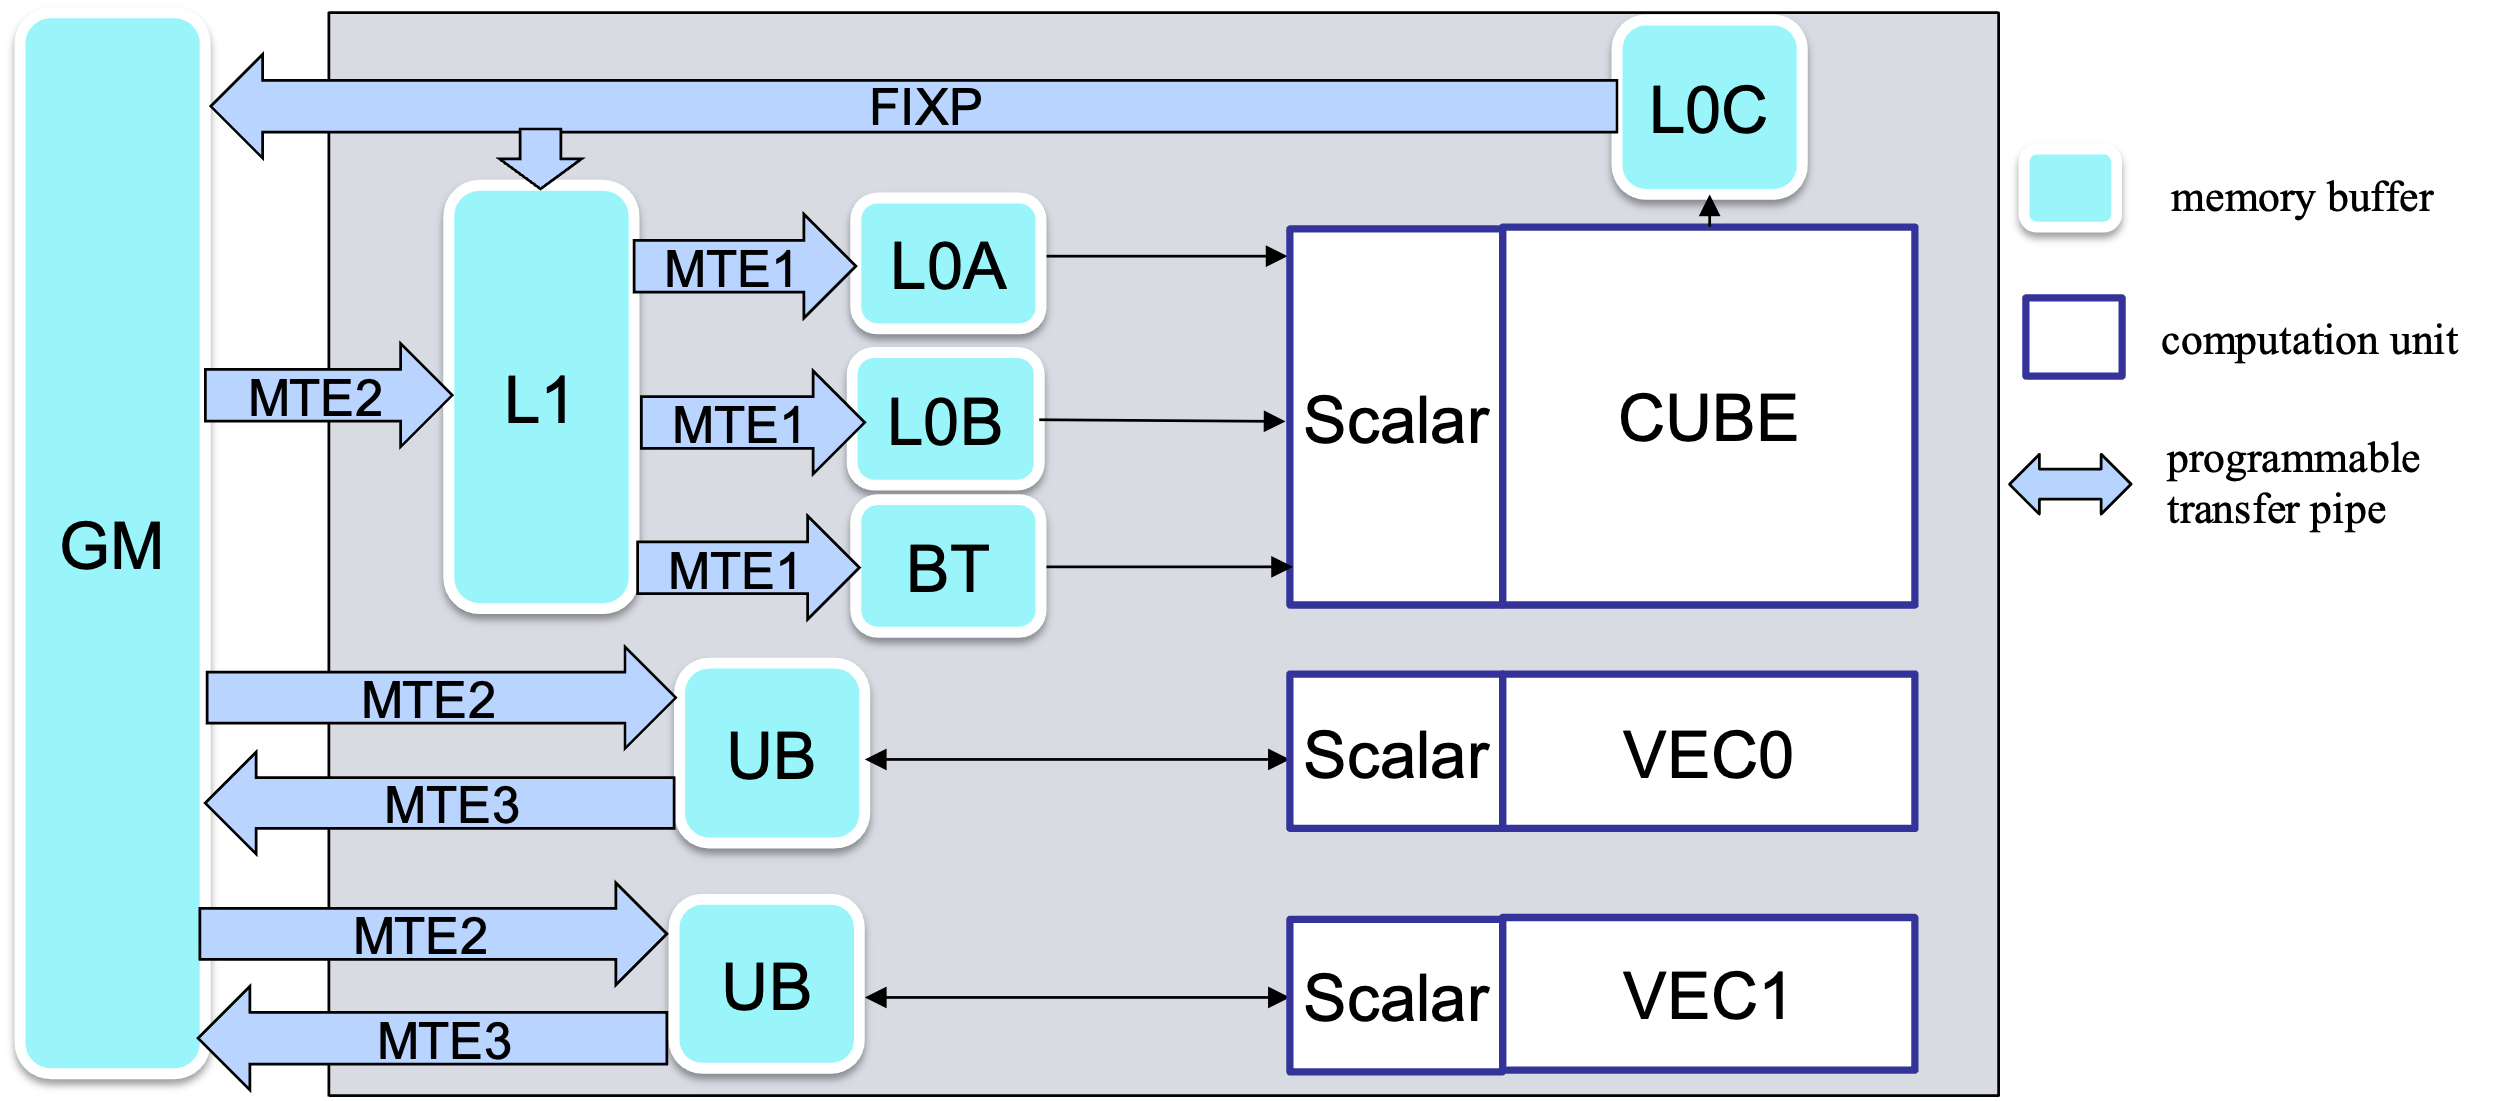 FIXP
L0C
MTE1
L0A
memory buffer
MTE2
L1
MTE1
L0B
Scalar
CUBE
computation unit
programmable
transfer pipe
GM
MTE1
BT
MTE2
UB
Scalar
VEC0
MTE3
MTE2
UB
Scalar
VEC1
MTE3